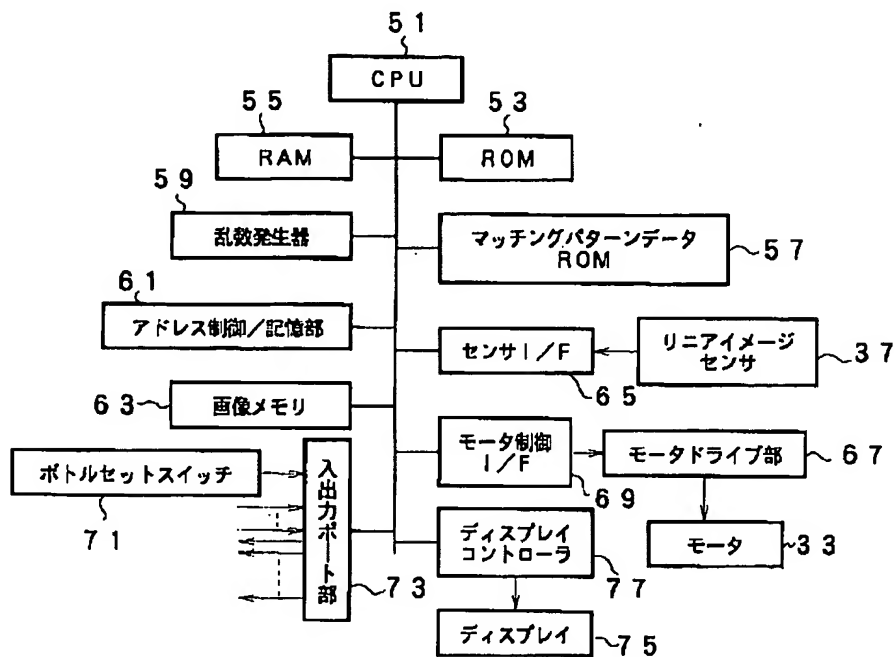 51
CPU
55
RAM
53
ROM
59
乱数発生器
マッチングパターンデータ
ROM
57
61
アドレス制御/記憶部
センサI/F
65
リニアイメージ
センサ
37
63
画像メモリ
モータ制御
I/F
69
モータドライブ部
67
ボトルセットスイッチ
71
入出力ポート部
73
ディスプレイ
コントローラ
77
モータ
33
ディスプレイ
75